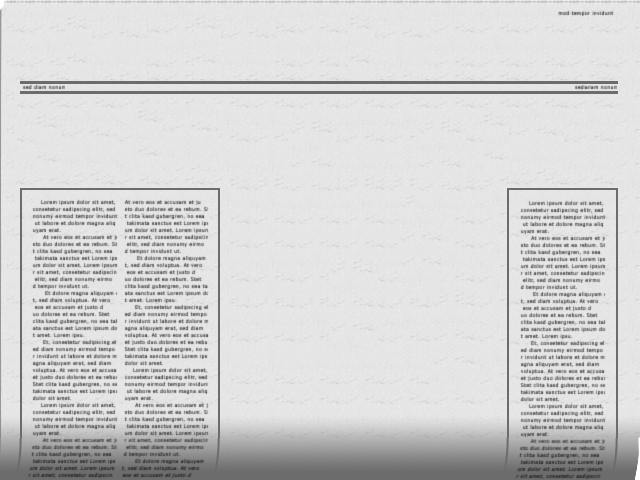 mod tempor invidunt
sed diam nonun
sediariam nonun
Lorem ipsum dolor sit amet,
consetetur sadipscing elitr, sed
nonumy eirmod tempor invidunt
ut labore et dolore magna aliq
uyam erat.
At vero eos et accusam et j
sto duo dolores et ea rebum. St
t clita kasd gubergren, no sea
takimata sanctus est Lorem ips
um dolor sit amet. Lorem ipsum
r sit amet, consetetur sadipscin
elitr, sed diam nonumy eirmo
d tempor invidunt ut.
Et dolore magna aliquyam
t, sed diam voluptua. At vero
eos et accusam et justo d
uo dolores et ea rebum. Stet
clita kasd gubergren, no sea tak
ata sanctus est Lorem ipsum do
t amet. Lorem ipsu.
Et, consetetur sadipscing el
ed diam nonumy eirmod tempo
r invidunt ut labore et dolore m
agna aliquyam erat, sed diam
voluptua. At vero eos et accusa
et justo duo dolores et ea rebu
Stet clita kasd gubergren, no se
takimata sanctus est Lorem ips
dolor sit amet.
Lorem ipsum dolor sit amet,
consetetur sadipscing elitr, sed
nonumy eirmod tempor invidunt
ut labore et dolore magna aliq
uyam erat.
At vero eos et accusam et j
sto duo dolores et ea rebum. St
t clita kasd gubergren, no sea
takimata sanctus est Lorem ips
um dolor sit amet. Lorem ipsum
r sit amet, consetetur sadipscin
At vero eos et accusam et ju
sto duo dolores et ea rebum. St
t clita kasd gubergren, no sea
takimata sanctus est Lorem ips
um dolor sit amet. Lorem ipsum
r sit amet, consetetur sadipscin
elitr, sed diam nonumy eirmo
d tempor invidunt ut.
Et dolore magna aliquyam
t, sed diam voluptua. At vero
eos et accusam et justo d
uo dolores et ea rebum. Stet
clita kasd gubergren, no sea ta
ata sanctus est Lorem ipsum do
t amet. Lorem ipsu.
Et, consetetur sadipscing el
ed diam nonumy eirmod tempo
r invidunt ut labore et dolore m
agna aliquyam erat, sed diam
voluptua. At vero eos et accusa
et justo duo dolores et ea rebu
Stet clita kasd gubergren, no se
takimata sanctus est Lorem ips
dolor sit amet.
Lorem ipsum dolor sit amet,
consetetur sadipscing elitr, sed
nonumy eirmod tempor invidunt
ut labore et dolore magna aliq
uyam erat.
At vero eos et accusam et j
sto duo dolores et ea rebum. St
t clita kasd gubergren, no sea
takimata sanctus est Lorem ipsum
r sit amet, consetetur sadipscin
elitr, sed diam nonumy eirmo
d tempor invidunt ut.
Et dolore magna aliquyam
t, sed diam voluptua. At vero
eos et accusam et justo d
Lorem ipsum dolor sit amet,
consetetur sadipscing elitr, sed
nonumy eirmod tempor invidunt
ut labore et dolore magna aliq
uyam erat.
At vero eos et accusam et ju
sto duo dolores et ea rebum. St
t clita kasd gubergren, no sea
takimata sanctus est Lorem ips
um dolor sit amet. Lorem ipsum
r sit amet, consetetur sadipscin
elitr, sed diam nonumy eirmo
d tempor invidunt ut.
Et dolore magna aliquyam
t, sed diam voluptua. At vero
eos et accusam et justo d
uo dolores et ea rebum. Stet
clita kasd gubergren, no sea tak
ata sanctus est Lorem ipsum do
t amet. Lorem ipsu.
Et, consetetur sadipscing el
ed diam nonumy eirmod tempo
r invidunt ut labore et dolore m
agna aliquyam erat, sed diam
voluptua. At vero eos et accusa
et justo duo dolores et ea rebu
Stet clita kasd gubergren, no se
takimata sanctus est Lorem ips
dolor sit amet.
Lorem ipsum dolor sit amet,
consetetur sadipscing elitr, sed
nonumy eirmod tempor invidunt
ut labore et dolore magna aliq
uyam erat.
At vero eos et accusam et ju
sto duo dolores et ea rebum. St
t clita kasd gubergren, no sea
takimata sanctus est Lorem ips
um dolor sit amet. Lorem ipsum
r sit amet, consetetur sadipscin